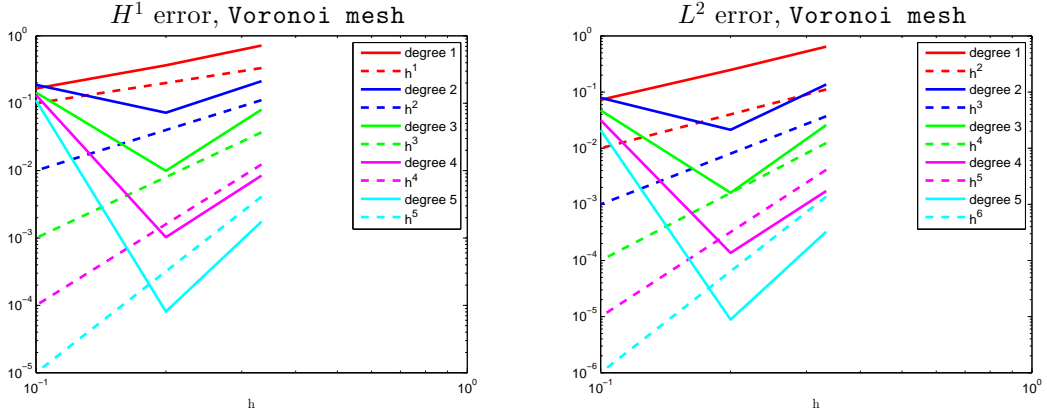 H¹ error, Voronoi mesh
10⁰
10⁻¹
10⁻²
10⁻³
10⁻⁴
10⁻⁵
10⁻¹
10⁰
h
degree 1
h¹
degree 2
h²
degree 3
h³
degree 4
h⁴
degree 5
h⁵
L² error, Voronoi mesh
10⁰
10⁻¹
10⁻²
10⁻³
10⁻⁴
10⁻⁵
10⁻⁶
10⁻¹
10⁰
h
degree 1
h²
degree 2
h³
degree 3
h⁴
degree 4
h⁵
degree 5
h⁶